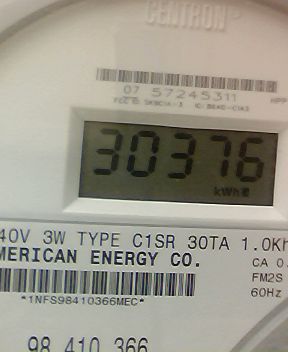 CENTRON
07 57245311
HPP
30376
kWh
40V 3W TYPE C1SR 30TA 1.0Kh
MERICAN ENERGY CO.
CA 0.
FM2S
*1NFS98410366MEC*
60Hz
98 410 366